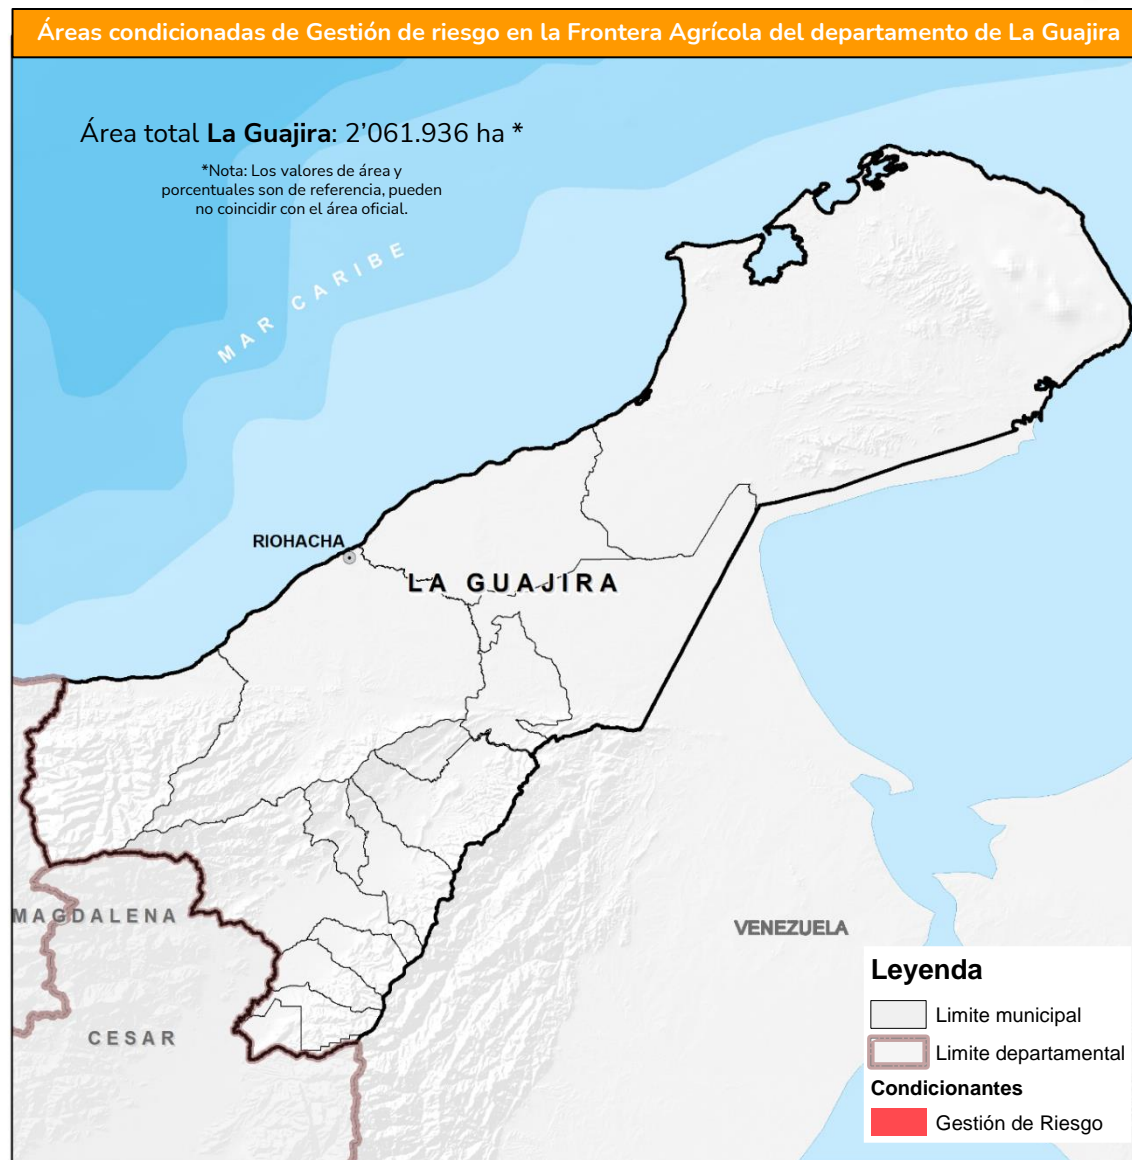 Áreas condicionadas de Gestión de riesgo en la Frontera Agrícola del departamento de La Guajira
Área total La Guajira: 2’061.936 ha *
*Nota: Los valores de área y
porcentuales son de referencia, pueden
no coincidir con el área oficial.
MAR CARIBE
RIOHACHA
LA GUAJIRA
MAGDALENA
VENEZUELA
CESAR
Leyenda
Limite municipal
Limite departamental
Condicionantes
Gestión de Riesgo